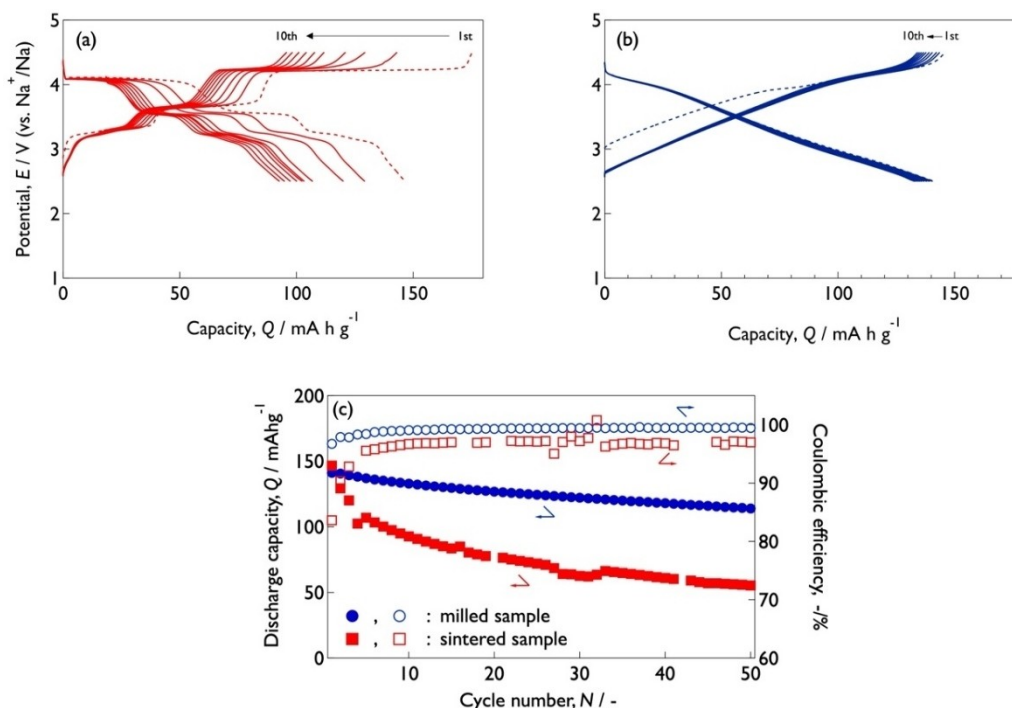 (a)
10th
1st
5
4
3
2
1
Potential, E / V (vs. Na⁺/Na)
0
50
100
150
Capacity, Q / mA h g⁻¹
(b)
10th
1st
5
4
3
2
1
0
50
100
150
Capacity, Q / mA h g⁻¹
(c)
200
150
100
50
0
Discharge capacity, Q / mAhg⁻¹
100
90
80
70
60
Coulombic efficiency, -/%
, : milled sample
, : sintered sample
10
20
30
40
50
Cycle number, N / -